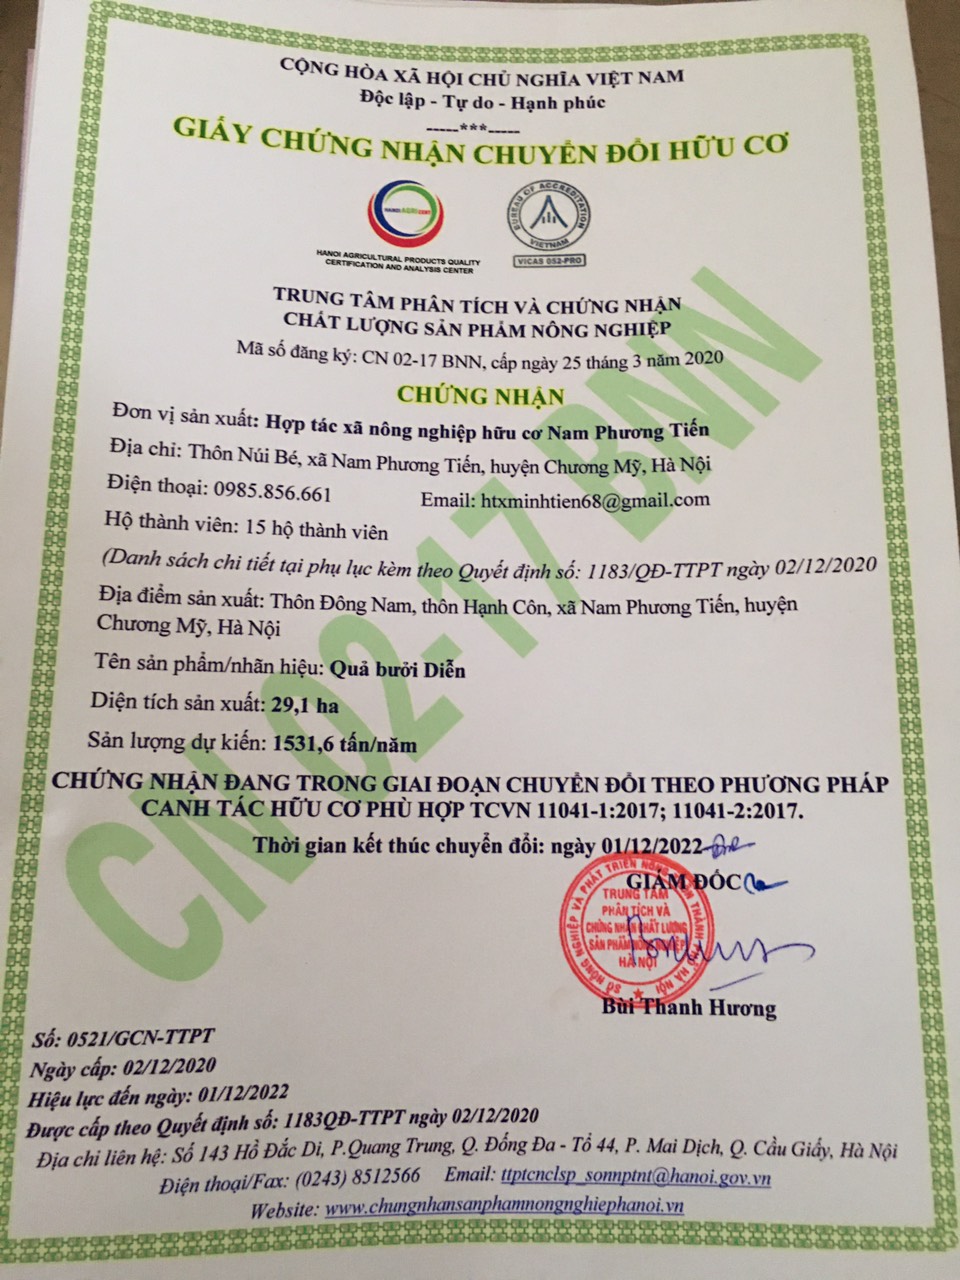 CỘNG HÒA XÃ HỘI CHỦ NGHĨA VIỆT NAM
Độc lập - Tự do - Hạnh phúc
-----***-----
GIẤY CHỨNG NHẬN CHUYỂN ĐỔI HỮU CƠ
HANOI AGRI CERT
HANOI AGRICULTURAL PRODUCTS QUALITY
CERTIFICATION AND ANALYSIS CENTER
BUREAU OF ACCREDITATION
VIETNAM
VICAS 052-PRO
TRUNG TÂM PHÂN TÍCH VÀ CHỨNG NHẬN
CHẤT LƯỢNG SẢN PHẨM NÔNG NGHIỆP
Mã số đăng ký: CN 02-17 BNN, cấp ngày 25 tháng 3 năm 2020
CHỨNG NHẬN
Đơn vị sản xuất: Hợp tác xã nông nghiệp hữu cơ Nam Phương Tiến
Địa chỉ: Thôn Núi Bé, xã Nam Phương Tiến, huyện Chương Mỹ, Hà Nội
Điện thoại: 0985.856.661 Email: htxminhtien68@gmail.com
Hộ thành viên: 15 hộ thành viên
(Danh sách chi tiết tại phụ lục kèm theo Quyết định số: 1183/QĐ-TTPT ngày 02/12/2020
Địa điểm sản xuất: Thôn Đông Nam, thôn Hạnh Côn, xã Nam Phương Tiến, huyện
Chương Mỹ, Hà Nội
Tên sản phẩm/nhãn hiệu: Quả bưởi Diễn
Diện tích sản xuất: 29,1 ha
Sản lượng dự kiến: 1531,6 tấn/năm
CHỨNG NHẬN ĐANG TRONG GIAI ĐOẠN CHUYỂN ĐỔI THEO PHƯƠNG PHÁP
CANH TÁC HỮU CƠ PHÙ HỢP TCVN 11041-1:2017; 11041-2:2017.
Thời gian kết thúc chuyển đổi: ngày 01/12/2022
GIÁM ĐỐC
SỞ NÔNG NGHIỆP VÀ PHÁT TRIỂN NÔNG THÔN THÀNH PHỐ HÀ NỘI
TRUNG TÂM
PHÂN TÍCH VÀ
CHỨNG NHẬN CHẤT LƯỢNG
SẢN PHẨM NÔNG NGHIỆP
HÀ NỘI
Bùi Thanh Hương
CN 02-17 BNN
Số: 0521/GCN-TTPT
Ngày cấp: 02/12/2020
Hiệu lực đến ngày: 01/12/2022
Được cấp theo Quyết định số: 1183QĐ-TTPT ngày 02/12/2020
Địa chỉ liên hệ: Số 143 Hồ Đắc Di, P.Quang Trung, Q. Đống Đa - Tổ 44, P. Mai Dịch, Q. Cầu Giấy, Hà Nội
Điện thoại/Fax: (0243) 8512566 Email: ttptcnclsp_sonnptnt@hanoi.gov.vn
Website: www.chungnhansanphamnongnghiephanoi.vn